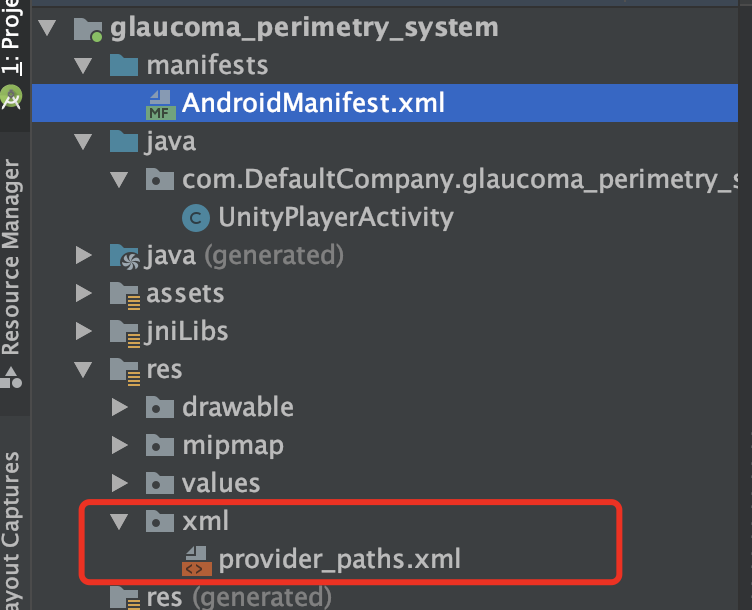 1: Proje
Resource Manager
ayout Captures
glaucoma_perimetry_system
manifests
MF AndroidManifest.xml
java
com.DefaultCompany.glaucoma_perimetry_s
C UnityPlayerActivity
java (generated)
assets
jniLibs
res
drawable
mipmap
values
xml
<> provider_paths.xml
res (generated)